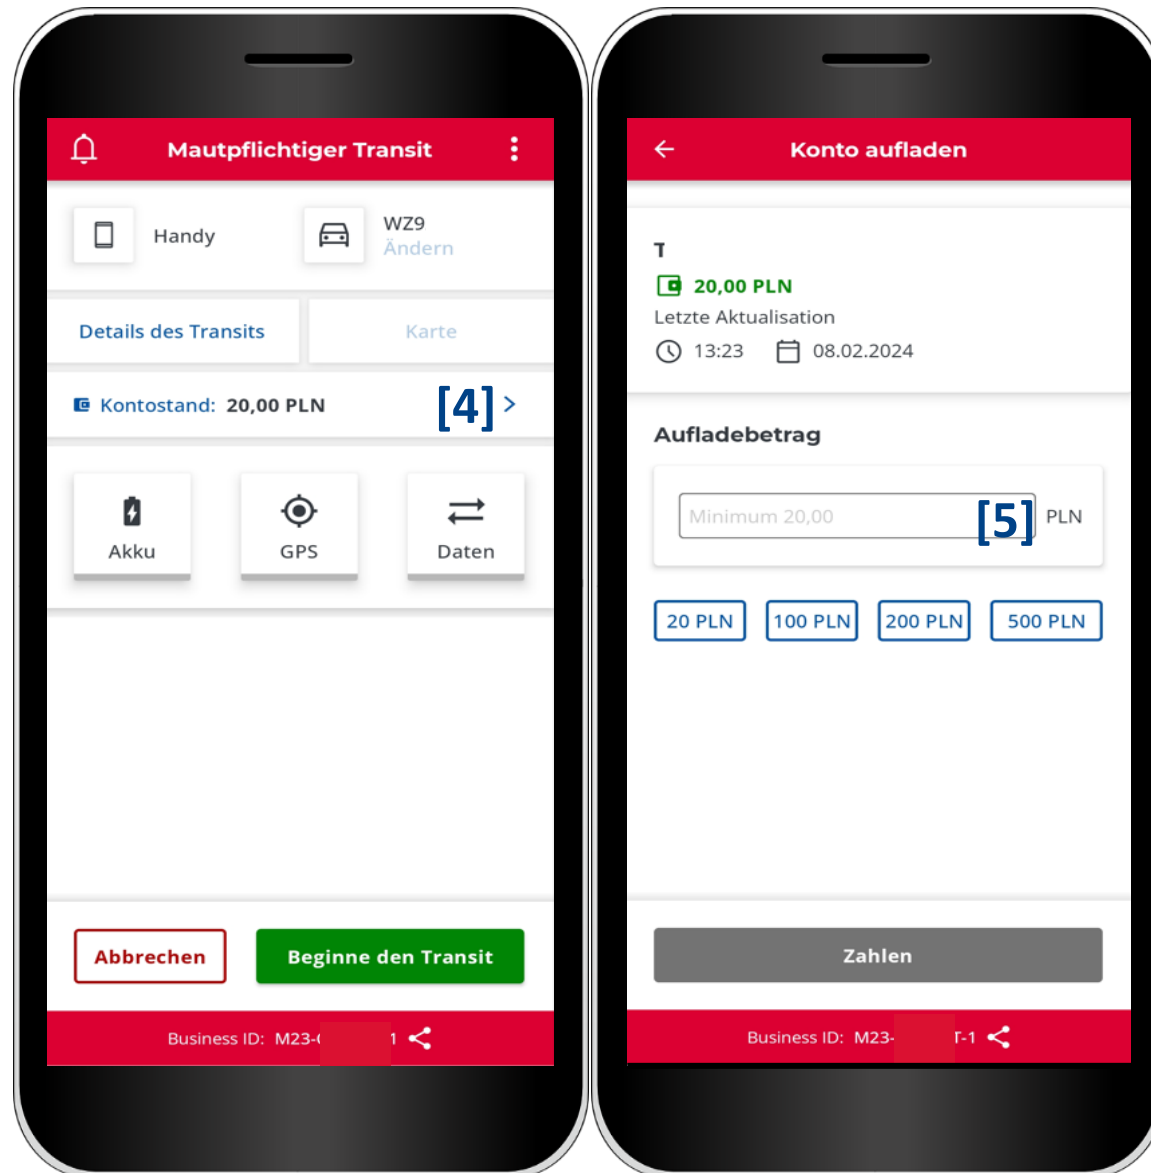 Mautpflichtiger Transit
Handy
WZ9
Ändern
Details des Transits
Karte
Kontostand: 20,00 PLN [4]
Akku
GPS
Daten
Abbrechen
Beginne den Transit
Business ID: M23- 1
Konto aufladen
T
20,00 PLN
Letzte Aktualisation
13:23 08.02.2024
Aufladebetrag
Minimum 20,00 [5] PLN
20 PLN 100 PLN 200 PLN 500 PLN
Zahlen
Business ID: M23- T-1